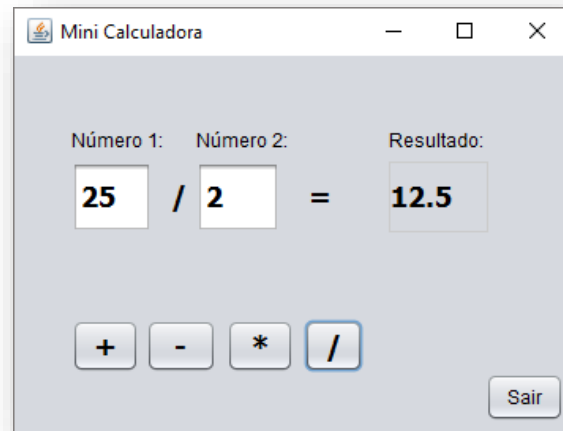 Mini Calculadora
Número 1: Número 2: Resultado:
25 / 2 = 12.5
+ - * /
Sair